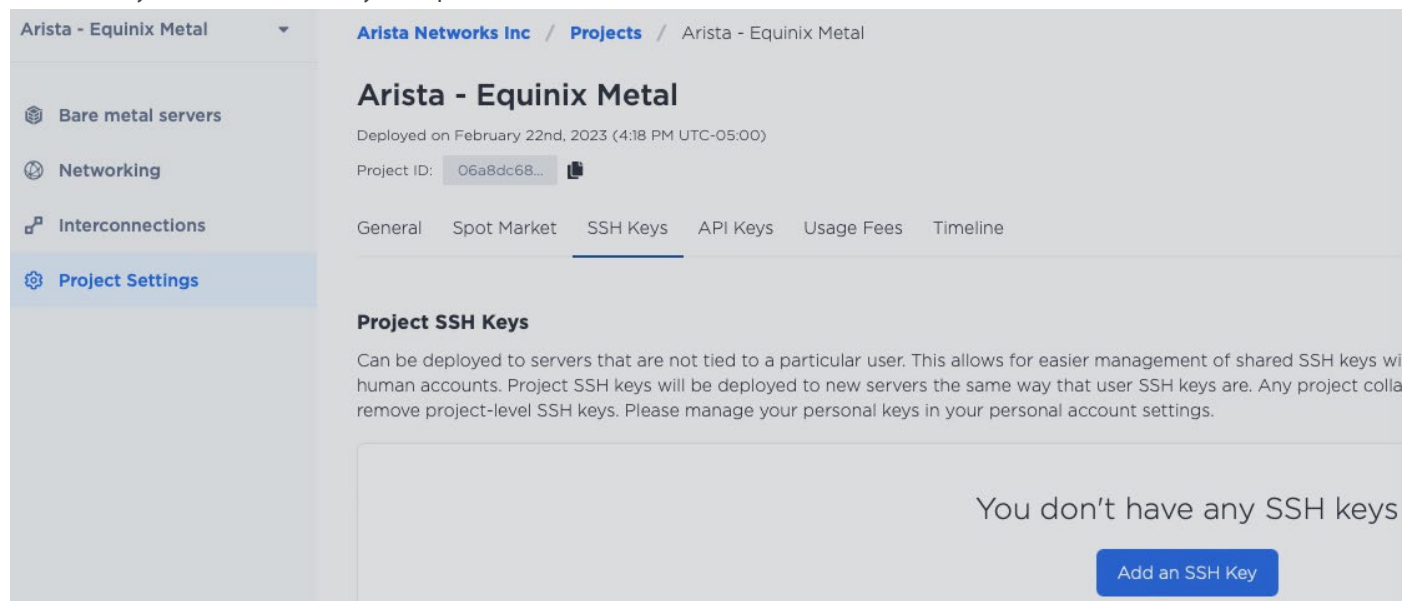 Arista - Equinix Metal
Bare metal servers
Networking
Interconnections
Project Settings
Arista Networks Inc / Projects / Arista - Equinix Metal
Arista - Equinix Metal
Deployed on February 22nd, 2023 (4:18 PM UTC-05:00)
Project ID: 06a8dc68...
General Spot Market SSH Keys API Keys Usage Fees Timeline
Project SSH Keys
Can be deployed to servers that are not tied to a particular user. This allows for easier management of shared SSH keys wi
human accounts. Project SSH keys will be deployed to new servers the same way that user SSH keys are. Any project colla
remove project-level SSH keys. Please manage your personal keys in your personal account settings.
You don't have any SSH keys
Add an SSH Key